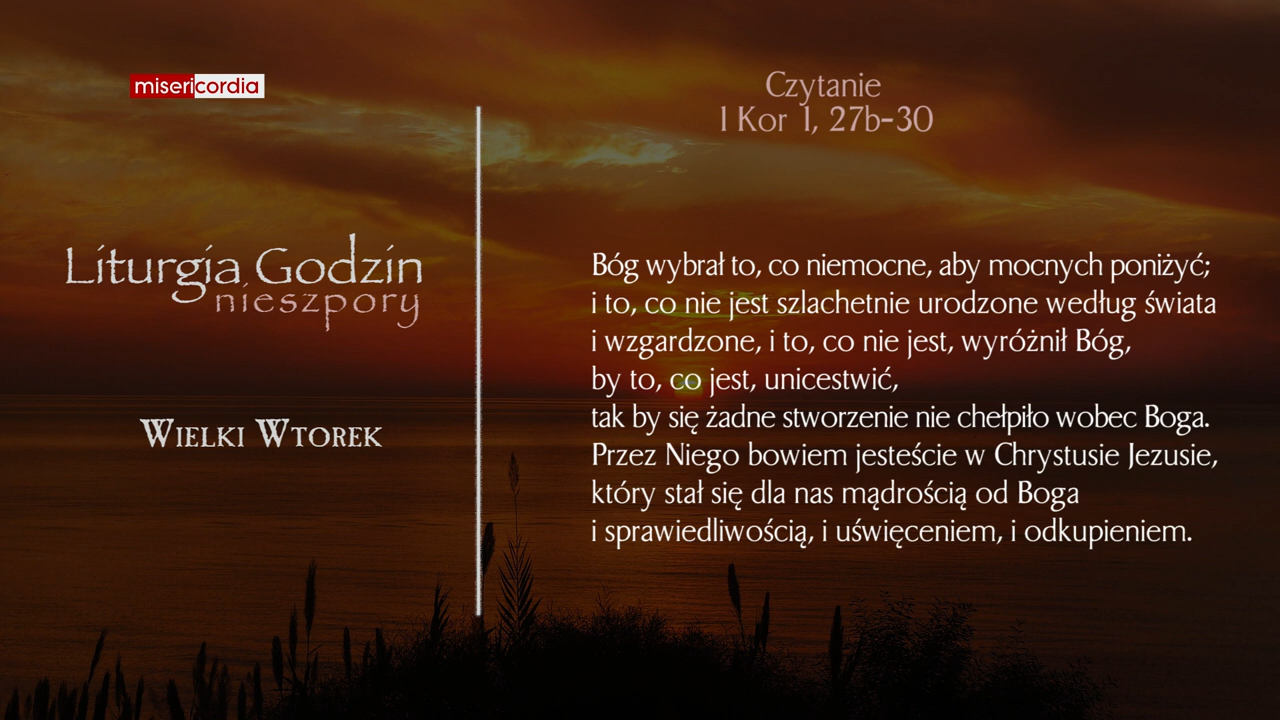 misericordia
Liturgia Godzin
nieszpory
Wielki Wtorek
Czytanie
1 Kor 1, 27b-30
Bóg wybrał to, co niemocne, aby mocnych poniżyć;
i to, co nie jest szlachetnie urodzone według świata
i wzgardzone, i to, co nie jest, wyróżnił Bóg,
by to, co jest, unicestwić,
tak by się żadne stworzenie nie chełpiło wobec Boga.
Przez Niego bowiem jesteście w Chrystusie Jezusie,
który stał się dla nas mądrością od Boga
i sprawiedliwością, i uświęceniem, i odkupieniem.